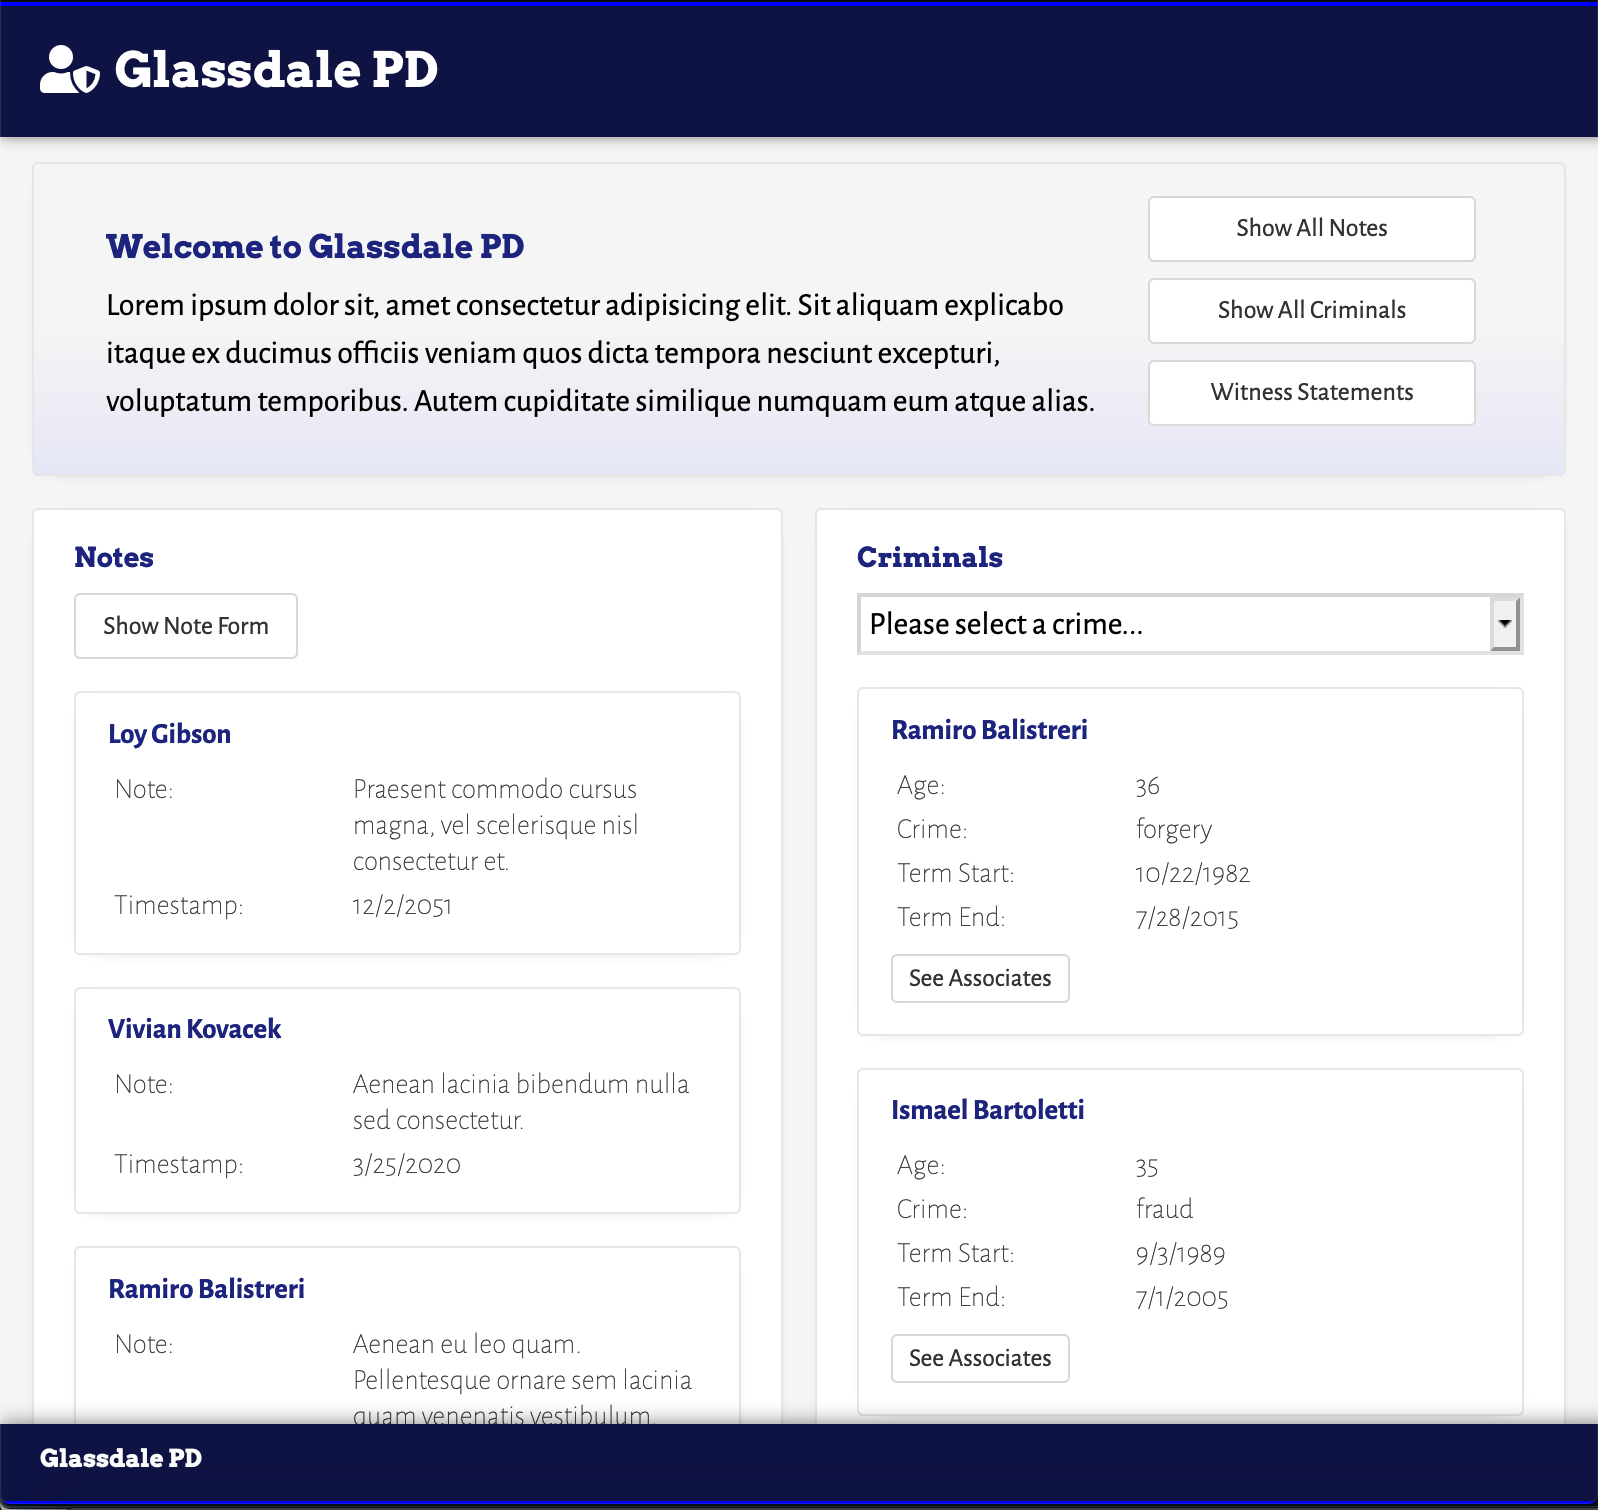 Glassdale PD
Welcome to Glassdale PD
Lorem ipsum dolor sit, amet consectetur adipisicing elit. Sit aliquam explicabo
itaque ex ducimus officiis veniam quos dicta tempora nesciunt excepturi,
voluptatum temporibus. Autem cupiditate similique numquam eum atque alias.
Show All Notes
Show All Criminals
Witness Statements
Notes
Show Note Form
Loy Gibson
Note: Praesent commodo cursus
magna, vel scelerisque nisl
consectetur et.
Timestamp: 12/2/2051
Vivian Kovacek
Note: Aenean lacinia bibendum nulla
sed consectetur.
Timestamp: 3/25/2020
Ramiro Balistreri
Note: Aenean eu leo quam.
Pellentesque ornare sem lacinia
quam venenatis vestibulum.
Criminals
Please select a crime...
Ramiro Balistreri
Age: 36
Crime: forgery
Term Start: 10/22/1982
Term End: 7/28/2015
See Associates
Ismael Bartoletti
Age: 35
Crime: fraud
Term Start: 9/3/1989
Term End: 7/1/2005
See Associates
Glassdale PD